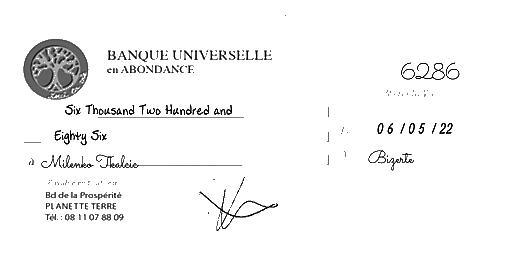 BANQUE UNIVERSELLE
en ABONDANCE
6286
Six Thousand Two Hundred and
Eighty Six
06/05/22
à Milenko Tkalcic
Bizerte
Bd de la Prospérité
PLANETTE TERRE
Tél. : 08 11 07 88 09